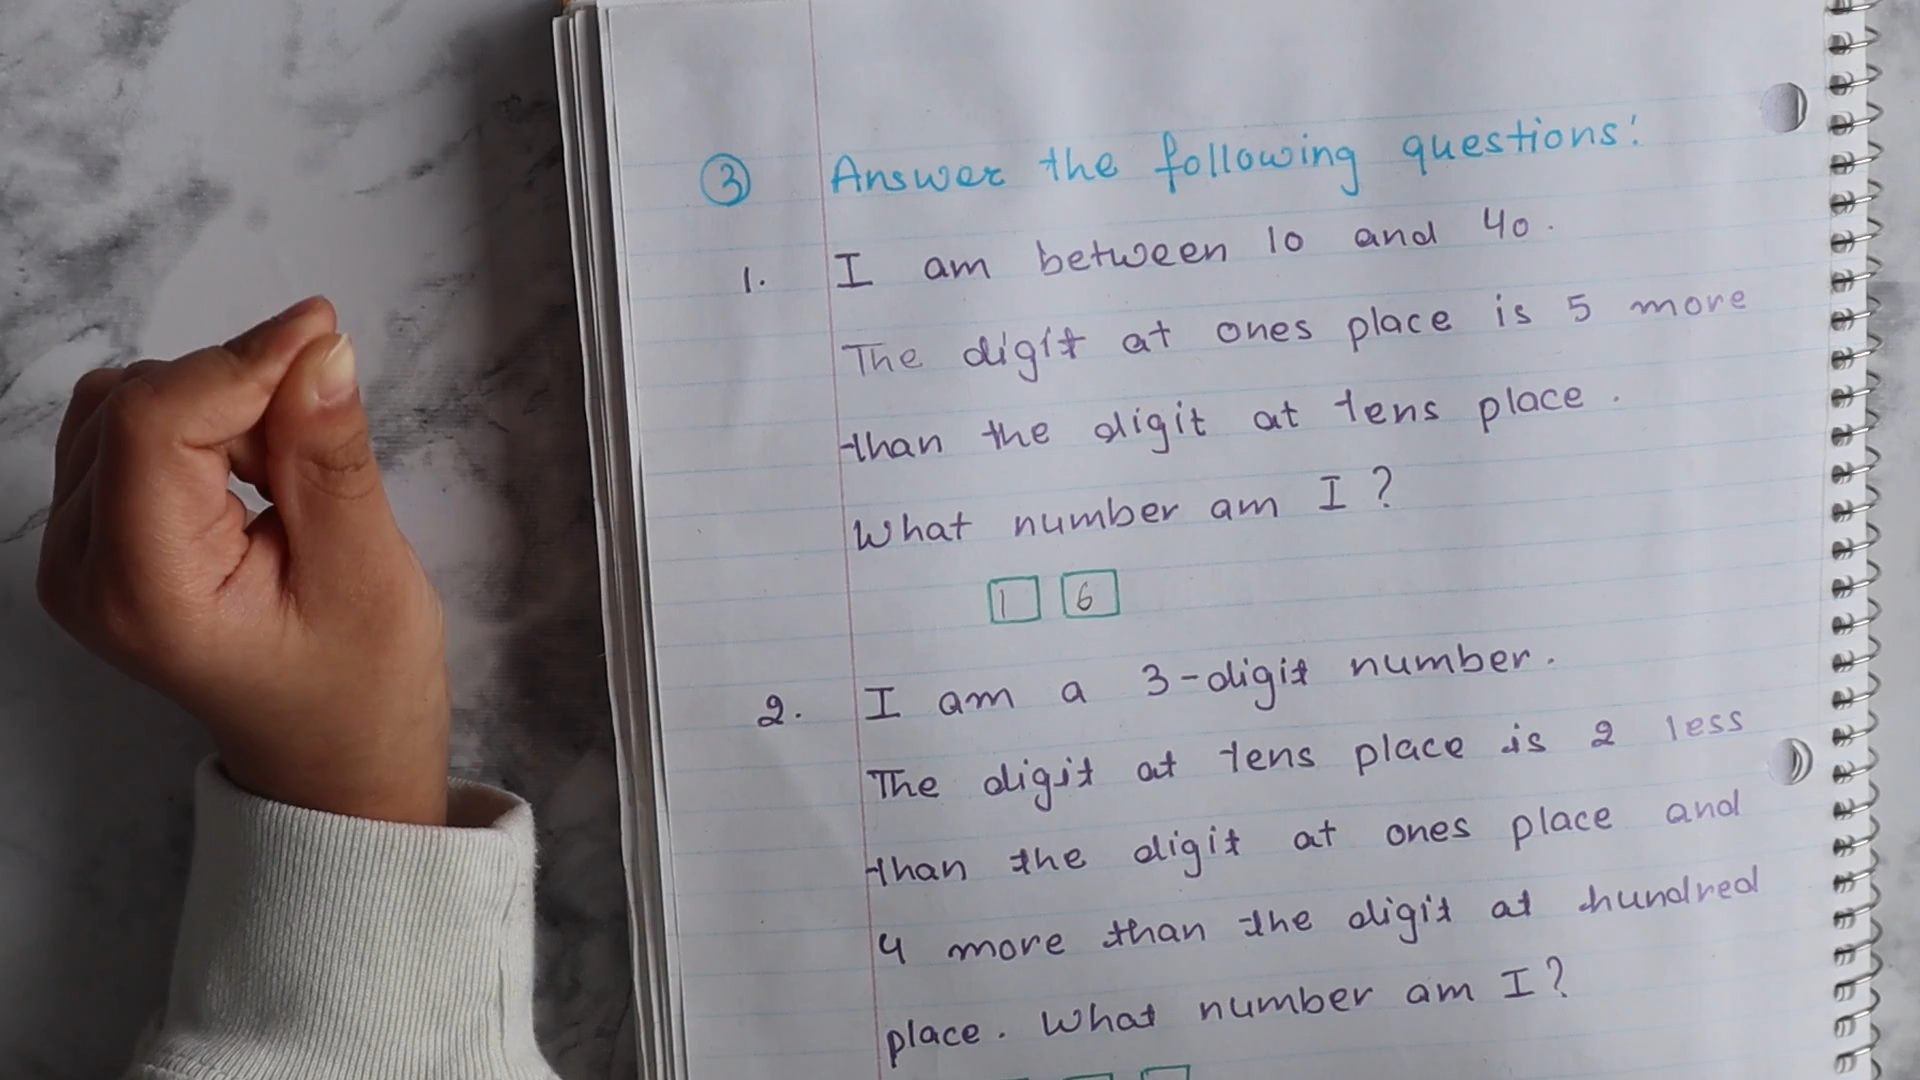 ③ Answer the following questions:
1. I am between 10 and 40.
The digit at ones place is 5 more
than the digit at tens place.
What number am I?
1 6
2. I am a 3-digit number.
The digit at tens place is 2 less
than the digit at ones place and
4 more than the digit at hundred
place. What number am I?